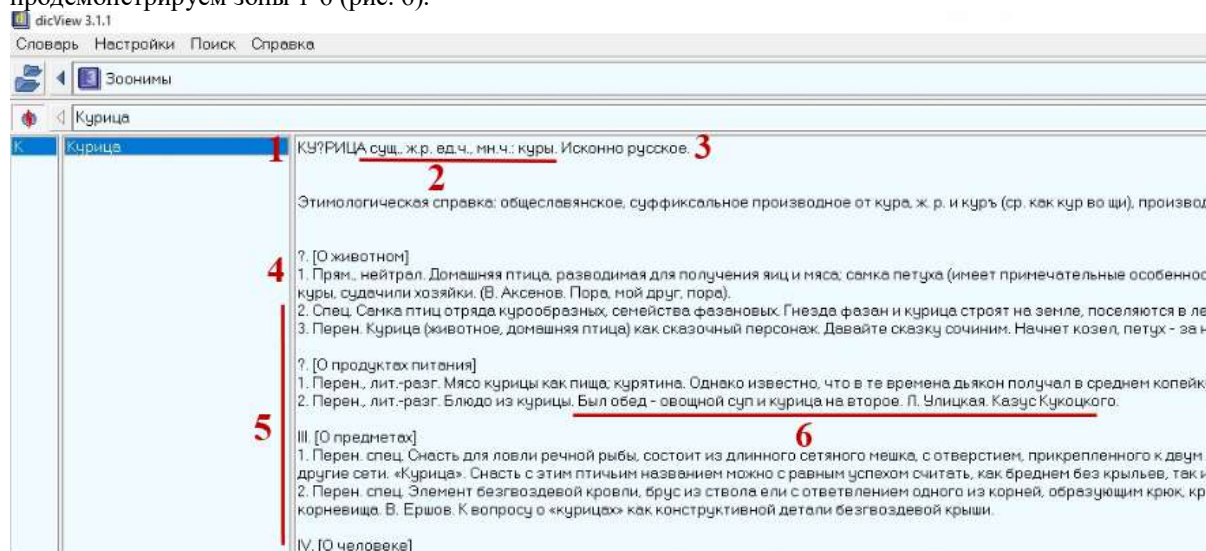 продемонстрируем зоны 1-6 (рис. 6).
dicView 3.1.1
Словарь Настройки Поиск Справка
3 Зоонимы
Курица
К Курица 1 КУ?РИЦА сущ., ж.р. ед.ч., мн.ч.: куры. Исконно русское. 3
2
Этимологическая справка: общеславянское, суффиксальное производное от кура, ж. р. и куръ (ср. как кур во щи), произвед
?. [О животном]
4 1. Прям., нейтрал. Домашняя птица, разводимая для получения яиц и мяса; самка петуха (имеет примечательные особеннос
куры, судачили хозяйки. (В. Аксенов. Пора, мой друг, пора).
2. Спец. Самка птиц отряда курообразных, семейства фазановых. Гнезда фазан и курица строят на земле, поселяются в ле
3. Перен. Курица (животное, домашняя птица) как сказочный персонаж. Давайте сказку сочиним. Начнет козел, петух - за н
?. [О продуктах питания]
1. Перен., лит.-разг. Мясо курицы как пища; курятина. Однако известно, что в те времена дьякон получал в среднем копейк
2. Перен., лит.-разг. Блюдо из курицы. Был обед - овощной суп и курица на второе. Л. Улицкая. Казус Кукоцкого.
5 III. [О предметах] 6
1. Перен. спец. Снасть для ловли речной рыбы, состоит из длинного сетяного мешка, с отверстием, прикрепленного к двум
другие сети. «Курица». Снасть с этим птичьим названием можно с равным успехом считать, как бреднем без крыльев, так и
2. Перен. спец. Элемент безгвоздевой кровли, брус из ствола ели с ответвлением одного из корней, образующим крюк, кр
корневища. В. Ершов. К вопросу о «курицах» как конструктивной детали безгвоздевой крыши.
IV. [О человеке]